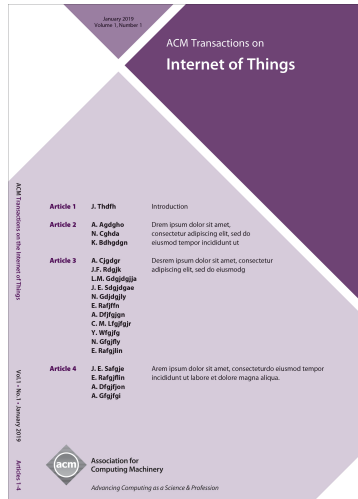 January 2019
Volume 1, Number 1
ACM Transactions on
Internet of Things
Article 1 J. Thdfh Introduction
Article 2 A. Agdgho Drem ipsum dolor sit amet,
N. Cghda consectetur adipiscing elit, sed do
K. Bdhgdgn eiusmod tempor incididunt ut
Article 3 A. Cjgdgr Desrem ipsum dolor sit amet, consectetur
J.F. Rdgjk adipiscing elit, sed do eiusmodg
L.M. Gdgjdgjja
J. E. Sdgjdgae
N. Gdjdgjly
E. Rafjffn
A. Dfjfgjgn
C. M. Lfgjfgjr
Y. Wfgjfg
N. Gfgjfly
E. Rafgjlin
Article 4 J. E. Safgje Arem ipsum dolor sit amet, consecteturdo eiusmod tempor
E. Rafgjflin incididunt ut labore et dolore magna aliqua.
A. Dfgjfjon
A. Gfgjfgi
ACM Transactions on the Internet of Things
Vol.1 • No.1 • January 2019
Articles 1-4
acm
Association for
Computing Machinery
Advancing Computing as a Science & Profession